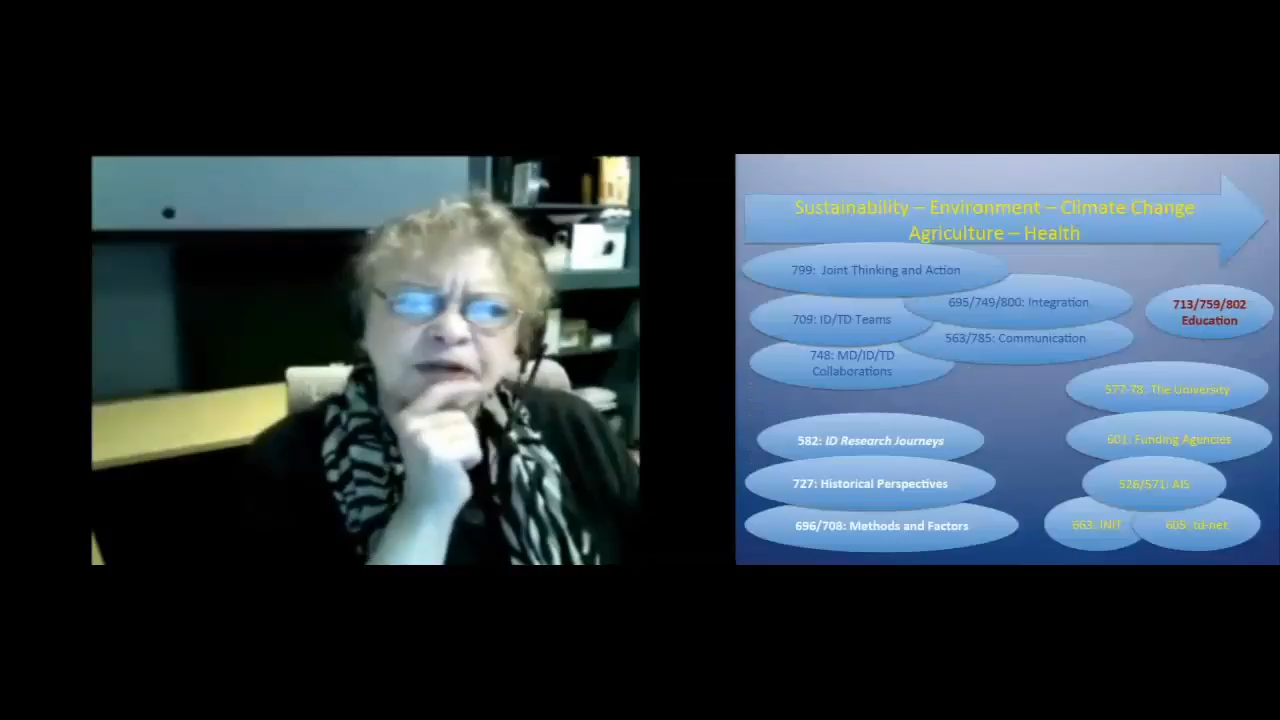 Sustainability – Environment – Climate Change
Agriculture – Health
799: Joint Thinking and Action
695/749/800: Integration
713/759/802
Education
709: ID/TD Teams
563/785: Communication
748: MD/ID/TD
Collaborations
577-78: The University
582: ID Research Journeys
601: Funding Agencies
727: Historical Perspectives
526/571: AIS
696/708: Methods and Factors
663: INIT
605: td-net